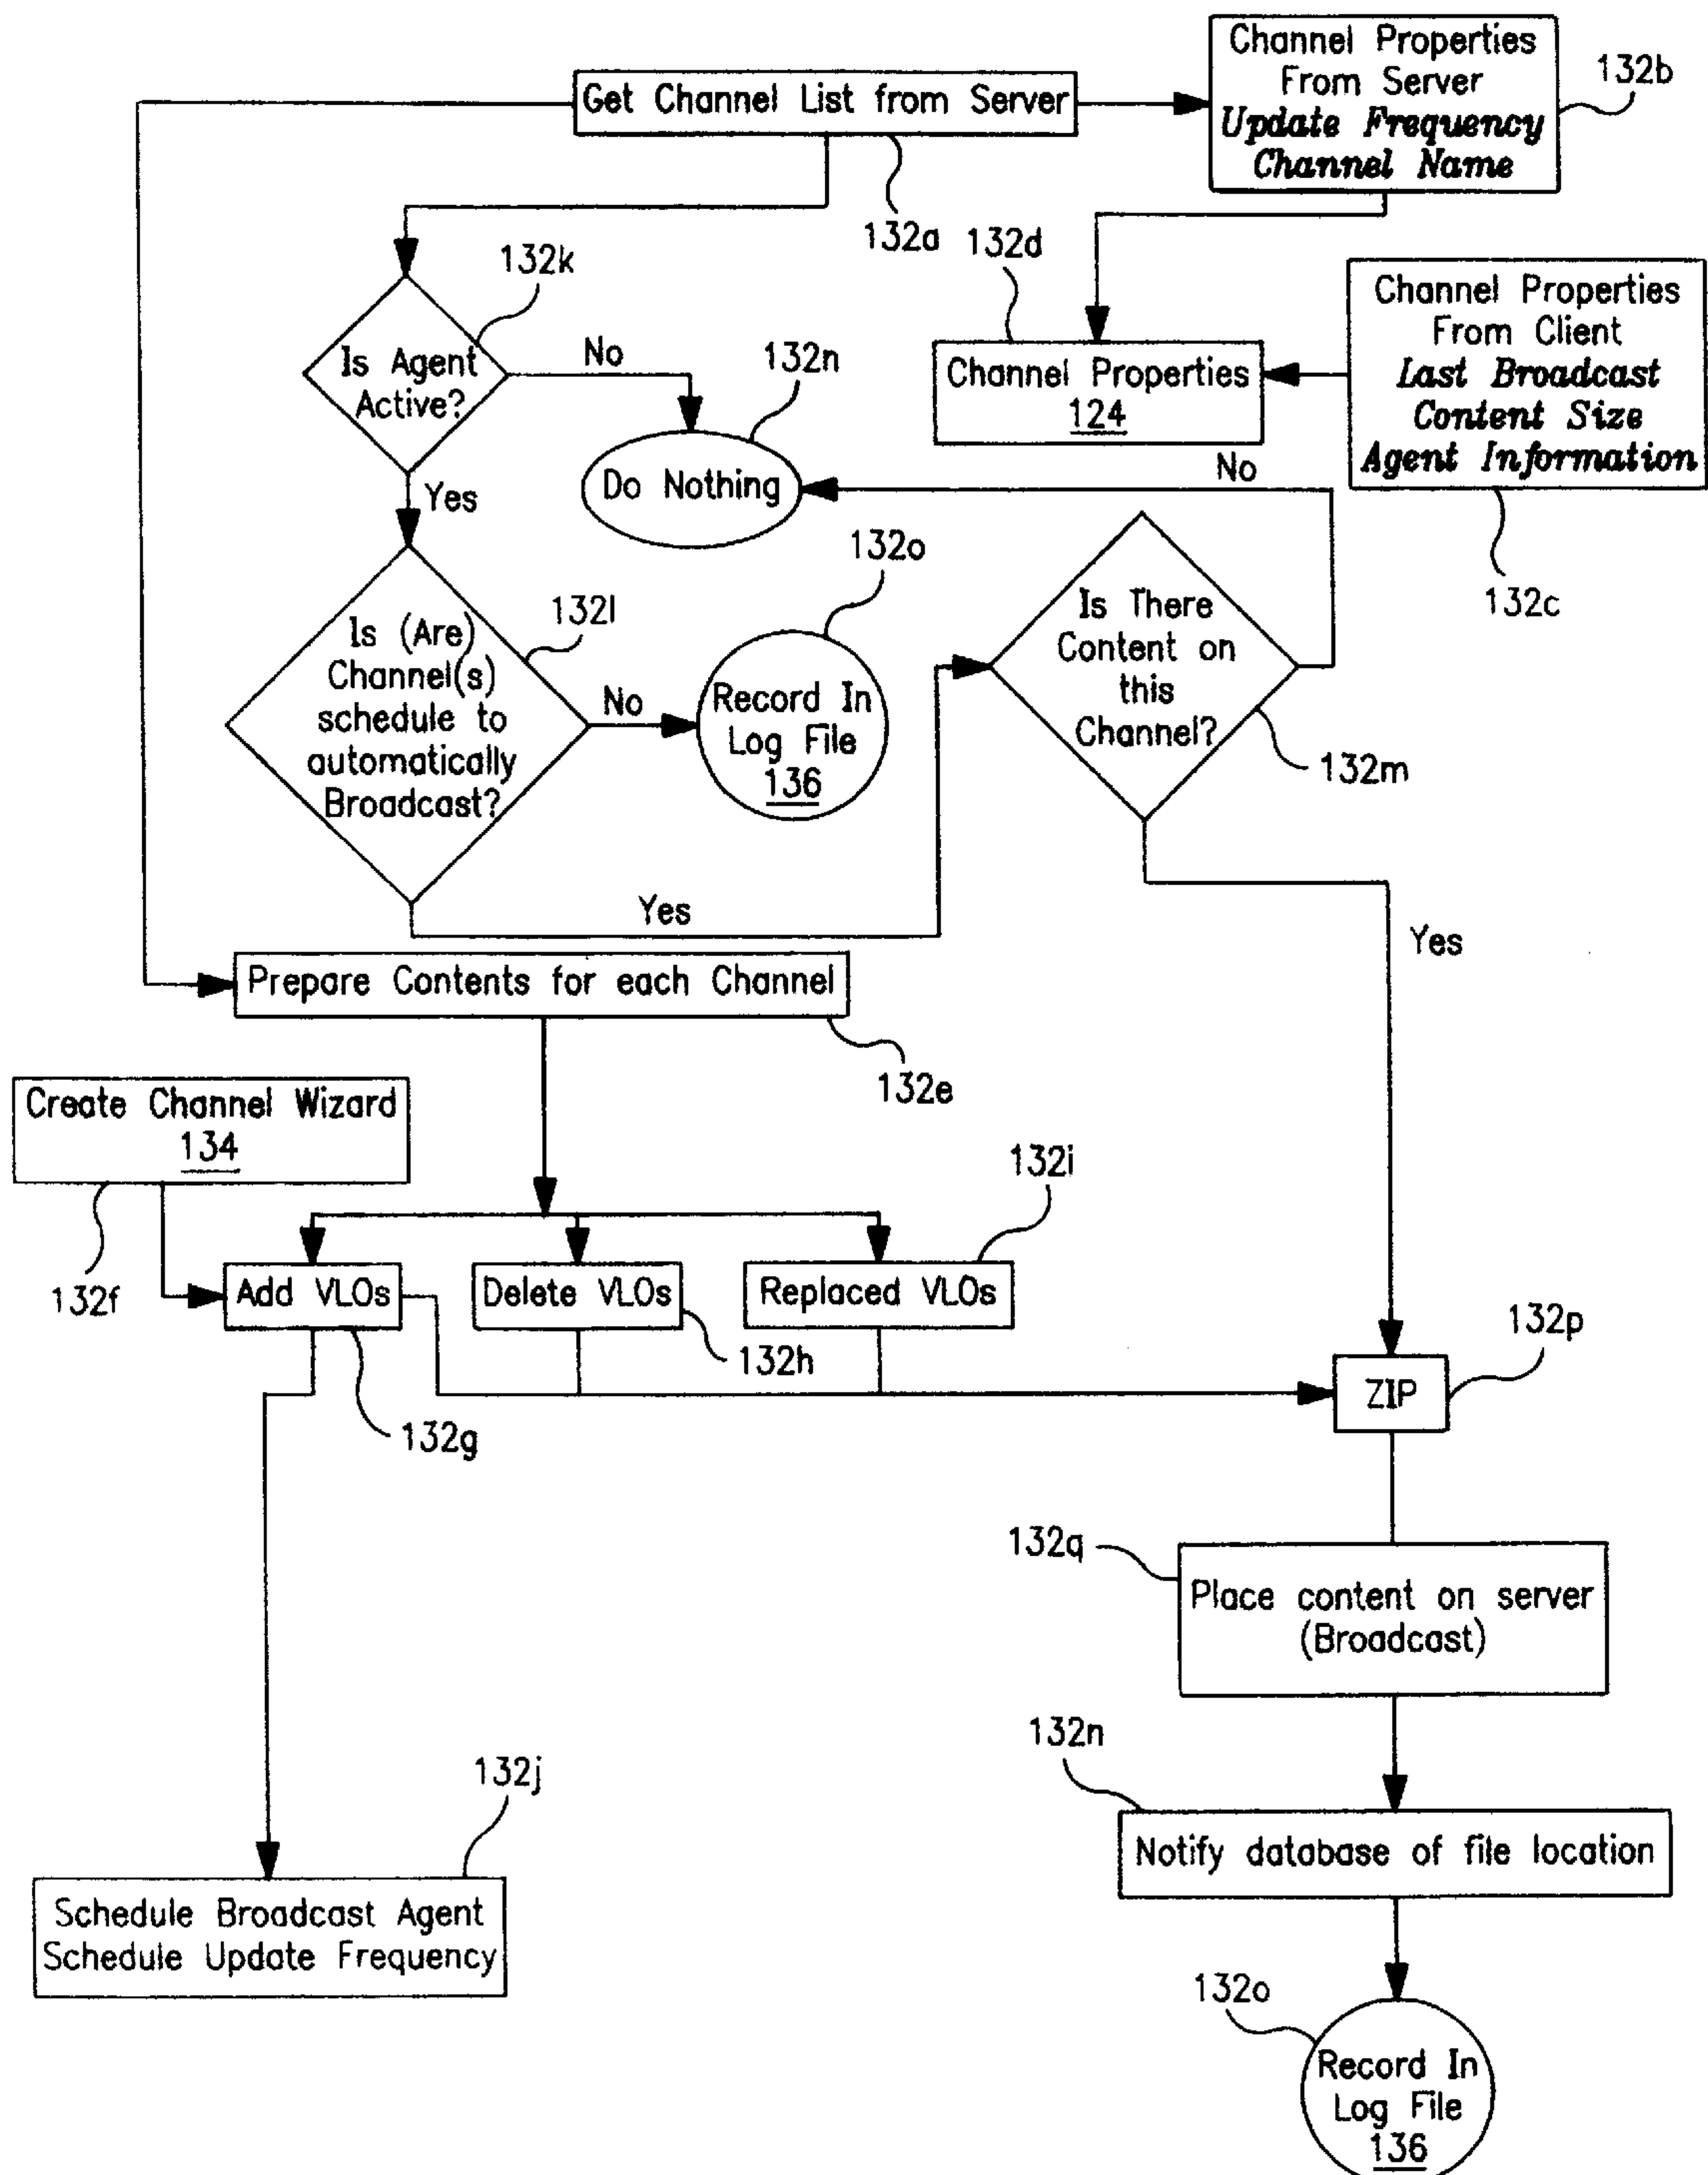 Get Channel List from Server
Channel Properties
From Server
Update Frequency
Channel Name
132b
132a
132d
132k
Channel Properties
From Client
Last Broadcast
Content Size
Agent Information
132c
Is Agent
Active?
No
132n
Channel Properties
124
Do Nothing
No
Yes
132o
132l
Is (Are)
Channel(s)
schedule to
automatically
Broadcast?
No
Record In
Log File
136
Is There
Content on
this
Channel?
132m
Yes
Yes
Prepare Contents for each Channel
132e
Create Channel Wizard
134
132f
132i
Add VLOs
Delete VLOs
Replaced VLOs
132h
132g
132p
ZIP
132q
Place content on server
(Broadcast)
132n
Notify database of file location
132j
Schedule Broadcast Agent
Schedule Update Frequency
132o
Record In
Log File
136